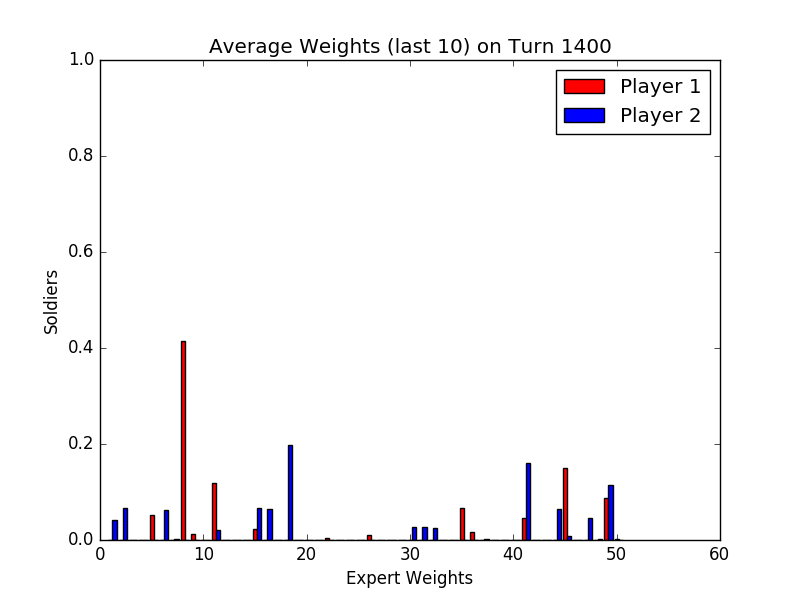 Average Weights (last 10) on Turn 1400
1.0
0.8
0.6
0.4
0.2
0.0
Soldiers
Player 1
Player 2
0 10 20 30 40 50 60
Expert Weights